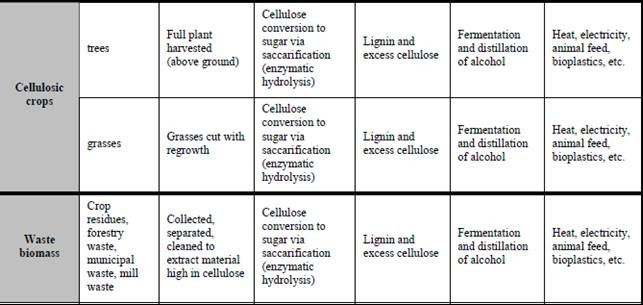 Cellulosic
crops
trees
Full plant
harvested
(above ground)
Cellulose
conversion to
sugar via
saccarification
(enzymatic
hydrolysis)
Lignin and
excess cellulose
Fermentation
and distillation
of alcohol
Heat, electricity,
animal feed,
bioplastics, etc.
grasses
Grasses cut with
regrowth
Cellulose
conversion to
sugar via
saccarification
(enzymatic
hydrolysis)
Lignin and
excess cellulose
Fermentation
and distillation
of alcohol
Heat, electricity,
animal feed,
bioplastics, etc.
Waste
biomass
Crop
residues,
forestry
waste,
municipal
waste, mill
waste
Collected,
separated,
cleaned to
extract material
high in cellulose
Cellulose
conversion to
sugar via
saccarification
(enzymatic
hydrolysis)
Lignin and
excess cellulose
Fermentation
and distillation
of alcohol
Heat, electricity,
animal feed,
bioplastics, etc.